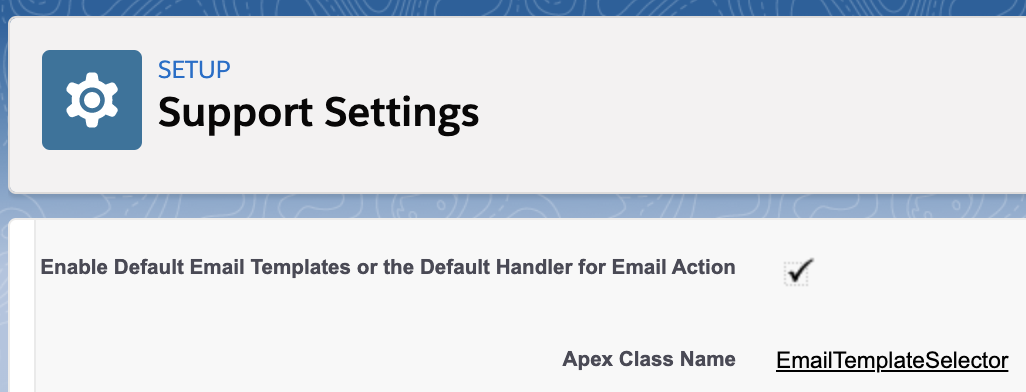 SETUP
Support Settings
Enable Default Email Templates or the Default Handler for Email Action
Apex Class Name EmailTemplateSelector